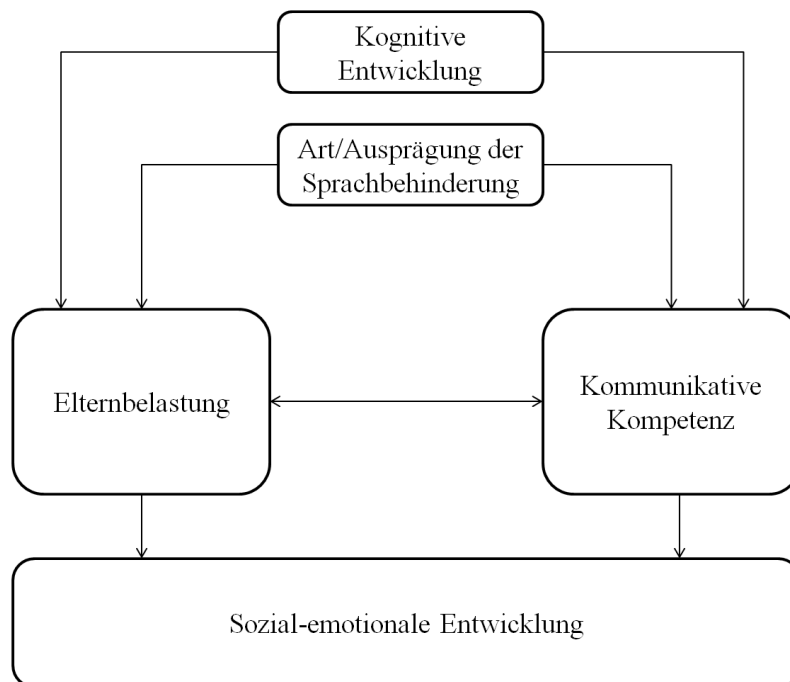 Kognitive
Entwicklung
Art/Ausprägung der
Sprachbehinderung
Elternbelastung
Kommunikative
Kompetenz
Sozial-emotionale Entwicklung